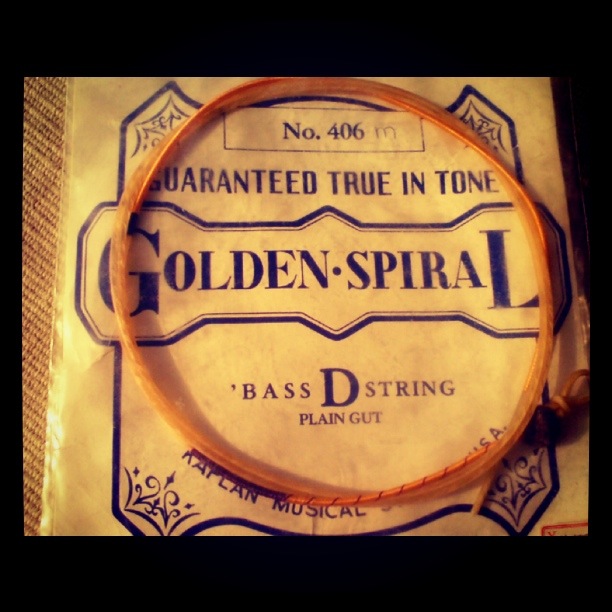 No. 406 m
GUARANTEED TRUE IN TONE
GOLDEN·SPIRAL
'BASS D STRING
PLAIN GUT
KAPLAN MUSICAL U.S.A.